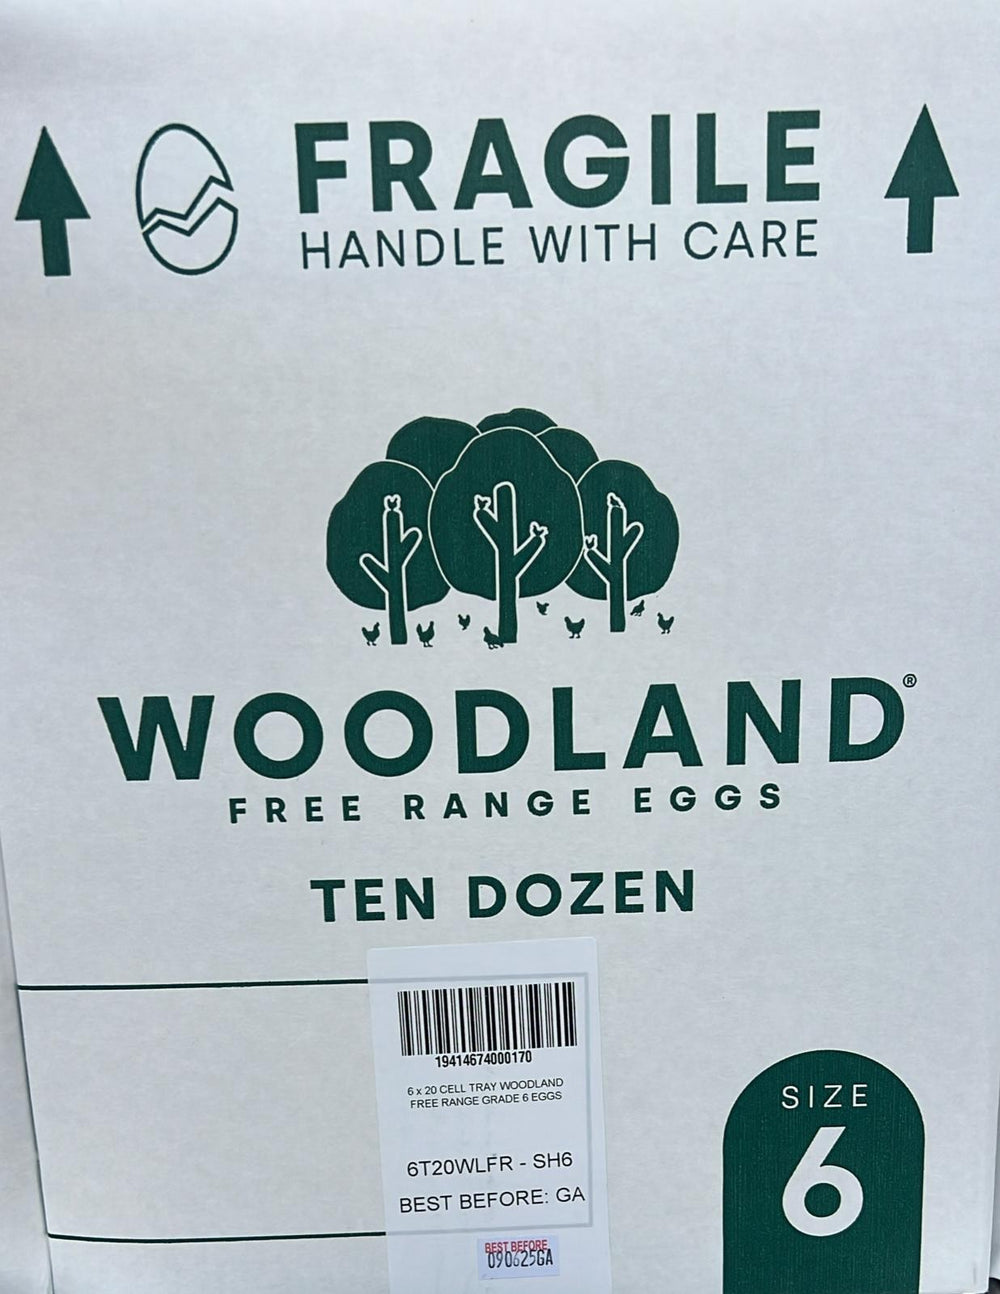 FRAGILE
HANDLE WITH CARE
WOODLAND®
FREE RANGE EGGS
TEN DOZEN
19414674000170
6 x 20 CELL TRAY WOODLAND
FREE RANGE GRADE 6 EGGS
6T20WLFR - SH6
BEST BEFORE: GA
BEST BEFORE
090625GA
SIZE
6